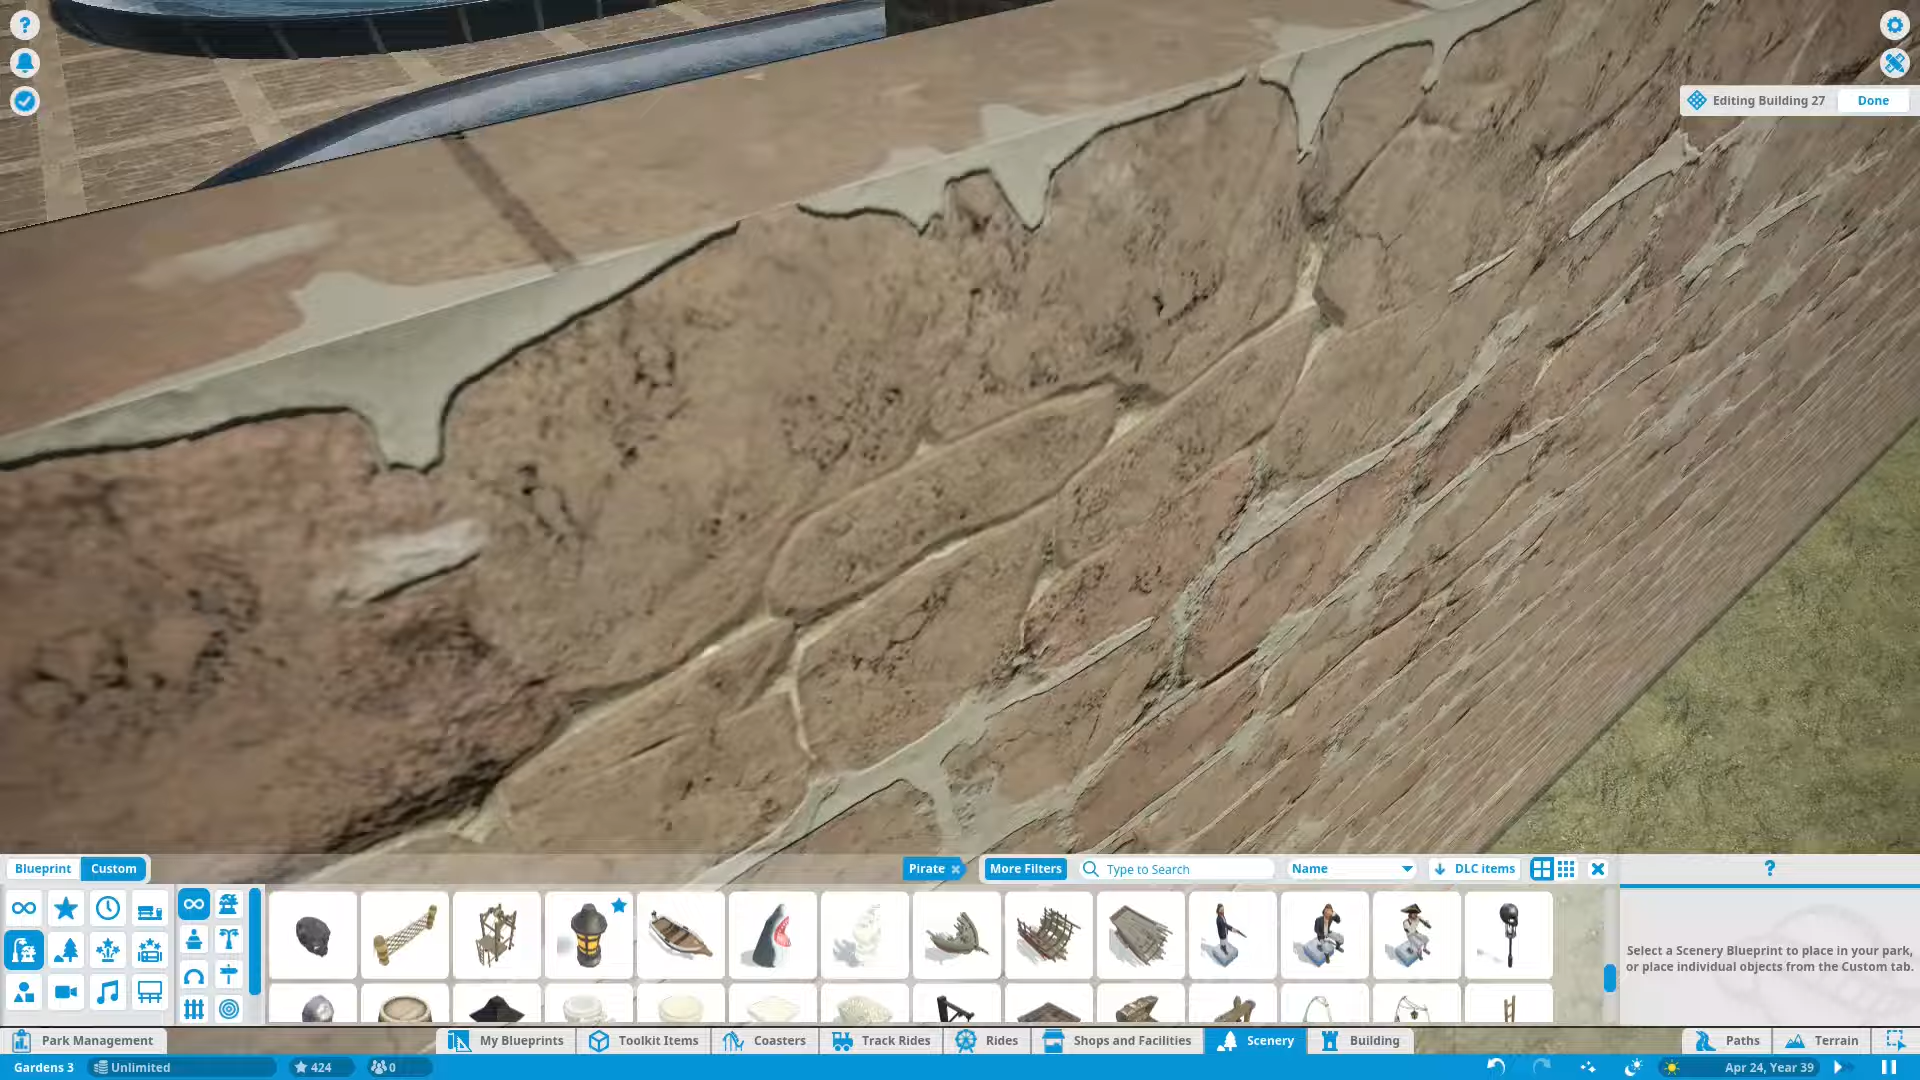 ?
Editing Building 27
Done
Blueprint
Custom
Pirate
More Filters
Type to Search
Name
DLC items
?
Select a Scenery Blueprint to place in your park,
or place individual objects from the Custom tab.
Park Management
My Blueprints
Toolkit Items
Coasters
Track Rides
Rides
Shops and Facilities
Scenery
Building
Paths
Terrain
Gardens 3
Unlimited
424
0
Apr 24, Year 39